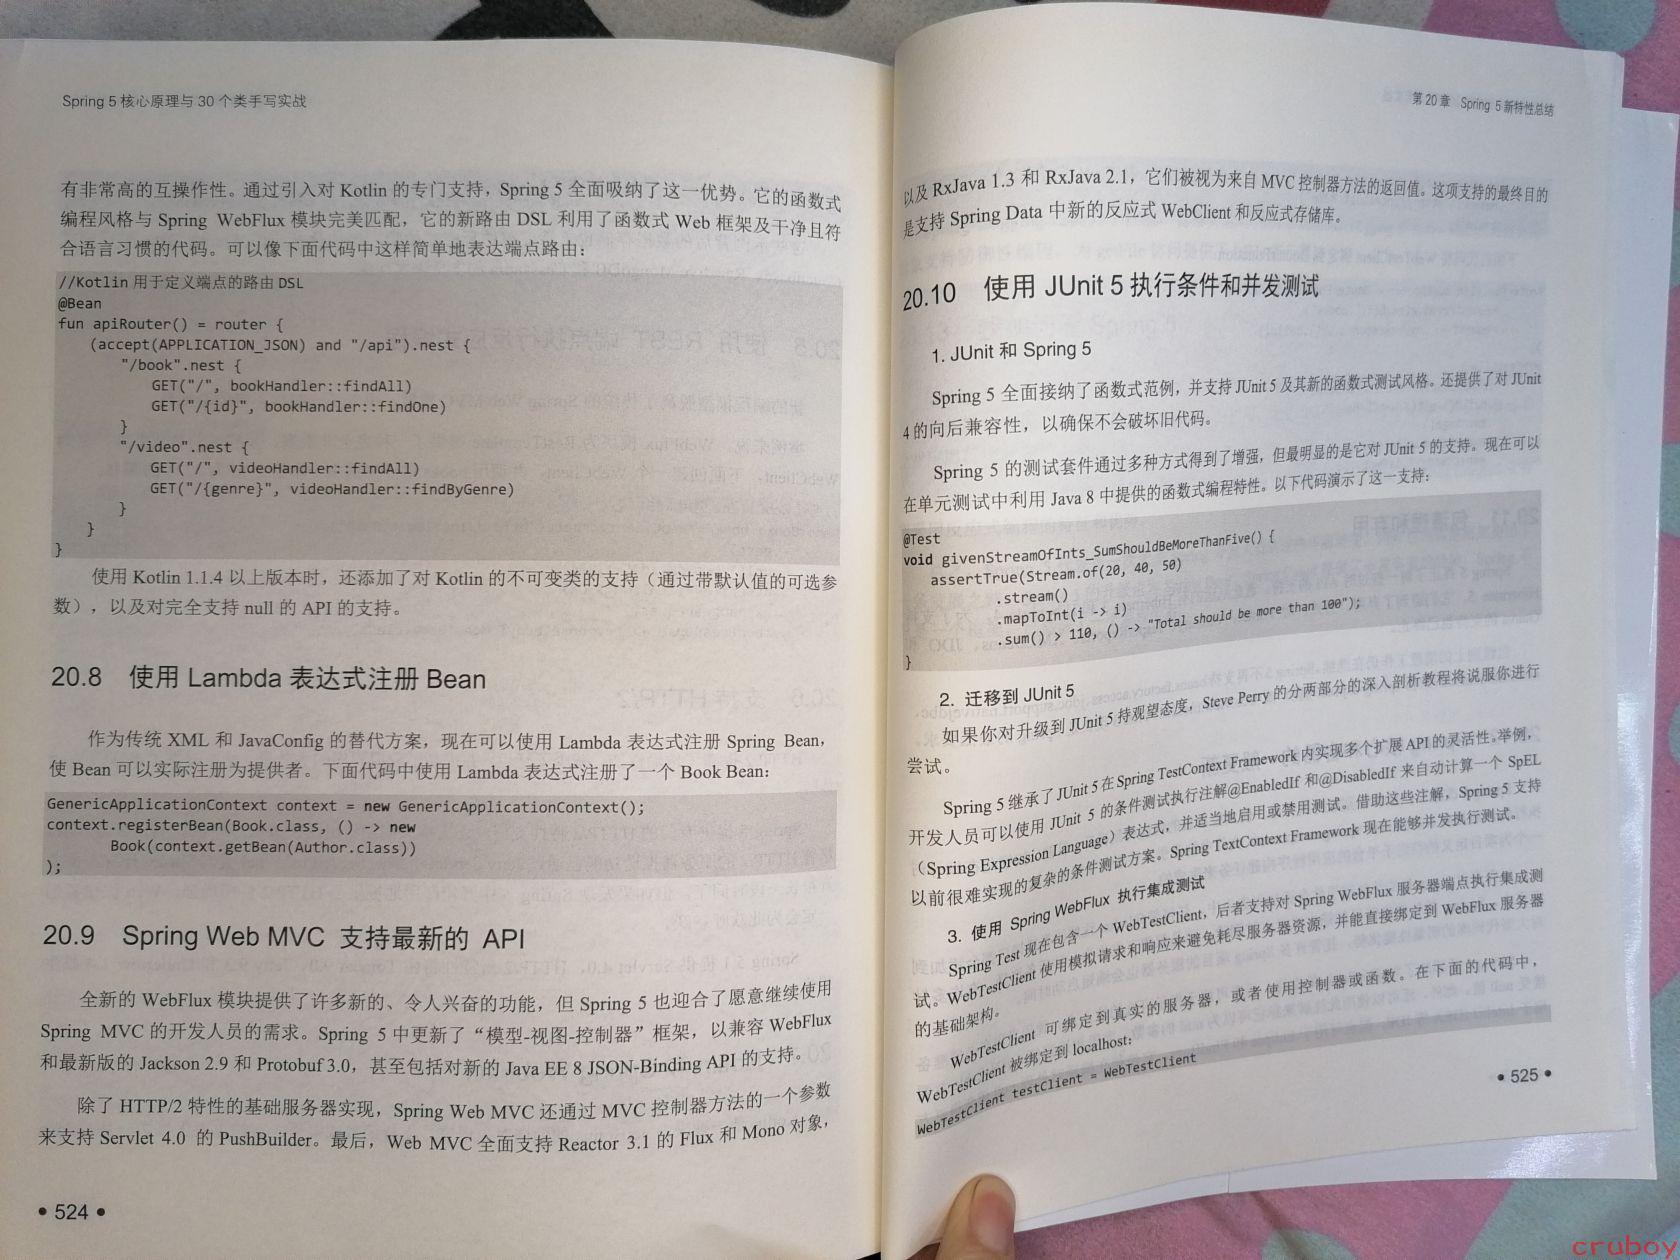 Spring 5 核心原理与 30 个类手写实战
有非常高的互操作性。通过引入对 Kotlin 的专门支持，Spring 5 全面吸纳了这一优势。它的函数式
编程风格与 Spring WebFlux 模块完美匹配，它的新路由 DSL 利用了函数式 Web 框架及干净且符
合语言习惯的代码。可以像下面代码中这样简单地表达端点路由：
//Kotlin 用于定义端点的路由 DSL
@Bean
fun apiRouter() = router {
(accept(APPLICATION_JSON) and "/api").nest {
"/book".nest {
GET("/", bookHandler::findAll)
GET("/{id}", bookHandler::findOne)
}
"/video".nest {
GET("/", videoHandler::findAll)
GET("/{genre}", videoHandler::findByGenre)
}
}
}
使用 Kotlin 1.1.4 以上版本时，还添加了对 Kotlin 的不可变类的支持（通过带默认值的可选参
数），以及对完全支持 null 的 API 的支持。
20.8 使用 Lambda 表达式注册 Bean
作为传统 XML 和 JavaConfig 的替代方案，现在可以使用 Lambda 表达式注册 Spring Bean，
使 Bean 可以实际注册为提供者。下面代码中使用 Lambda 表达式注册了一个 Book Bean：
GenericApplicationContext context = new GenericApplicationContext();
context.registerBean(Book.class, () -> new
Book(context.getBean(Author.class))
);
20.9 Spring Web MVC 支持最新的 API
全新的 WebFlux 模块提供了许多新的、令人兴奋的功能，但 Spring 5 也迎合了愿意继续使用
Spring MVC 的开发人员的需求。Spring 5 中更新了“模型-视图-控制器”框架，以兼容 WebFlux
和最新版的 Jackson 2.9 和 Protobuf 3.0，甚至包括对新的 Java EE 8 JSON-Binding API 的支持。
除了 HTTP/2 特性的基础服务器实现，Spring Web MVC 还通过 MVC 控制器方法的一个参数
来支持 Servlet 4.0 的 PushBuilder。最后，Web MVC 全面支持 Reactor 3.1 的 Flux 和 Mono 对象，
• 524 •
第 20 章 Spring 5 新特性总结
以及 RxJava 1.3 和 RxJava 2.1，它们被视为来自 MVC 控制器方法的返回值。这项支持的最终目的
是支持 Spring Data 中新的反应式 WebClient 和反应式存储库。
20.10 使用 JUnit 5 执行条件和并发测试
1. JUnit 和 Spring 5
Spring 5 全面接纳了函数式范例，并支持 JUnit 5 及其新的函数式测试风格。还提供了对 JUnit
4 的向后兼容性，以确保不会破坏旧代码。
Spring 5 的测试套件通过多种方式得到了增强，但最明显的是它对 JUnit 5 的支持。现在可以
在单元测试中利用 Java 8 中提供的函数式编程特性。以下代码演示了这一支持：
@Test
void givenStreamOfInts_SumShouldBeMoreThanFive() {
assertTrue(Stream.of(20, 40, 50)
.stream()
.mapToInt(i -> i)
.sum() > 110, () -> "Total should be more than 100");
}
2. 迁移到 JUnit 5
如果你对升级到 JUnit 5 持观望态度，Steve Perry 的分两部分的深入剖析教程将说服你进行
尝试。
Spring 5 继承了 JUnit 5 在 Spring TestContext Framework 内实现多个扩展 API 的灵活性。举例，
开发人员可以使用 JUnit 5 的条件测试执行注解@EnabledIf 和@DisabledIf 来自动计算一个 SpEL
（Spring Expression Language）表达式，并适当地启用或禁用测试。借助这些注解，Spring 5 支持
以前很难实现的复杂的条件测试方案。Spring TextContext Framework 现在能够并发执行测试。
3. 使用 Spring WebFlux 执行集成测试
Spring Test 现在包含一个 WebTestClient，后者支持对 Spring WebFlux 服务器端点执行集成测
试。WebTestClient 使用模拟请求和响应来避免耗尽服务器资源，并能直接绑定到 WebFlux 服务器
的基础架构。
WebTestClient 可绑定到真实的服务器，或者使用控制器或函数。在下面的代码中，
WebTestClient 被绑定到 localhost：
WebTestClient testClient = WebTestClient
• 525 •
cruboy